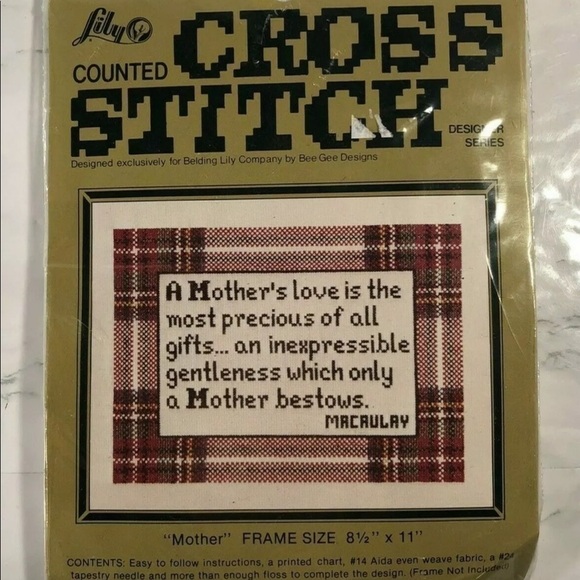 Lily
COUNTED
CROSS
STITCH
DESIGNER
SERIES
Designed exclusively for Belding Lily Company by Bee Gee Designs
A Mother's love is the
most precious of all
gifts... an inexpressible
gentleness which only
a Mother bestows.
MACAULAY
"Mother" FRAME SIZE 8½" x 11"
CONTENTS: Easy to follow instructions, a printed chart, #14 Aida even weave fabric, a #24
tapestry needle and more than enough floss to complete the design. (Frame Not Included)